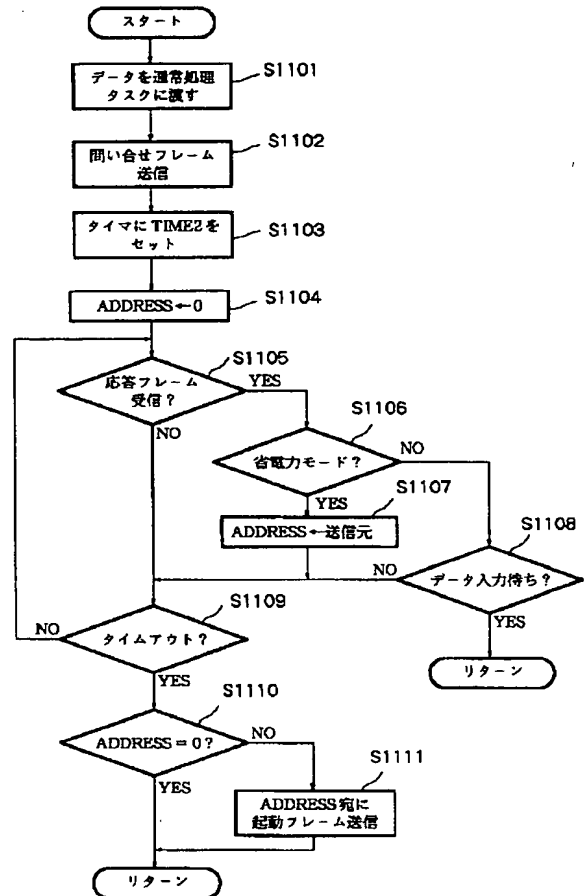 スタート
データを通常処理
タスクに渡す
S1101
問い合せフレーム
送信
S1102
タイマにTIME2を
セット
S1103
ADDRESS←0
S1104
応答フレーム
受信？
S1105
YES
NO
省電力モード？
S1106
NO
YES
ADDRESS←送信元
S1107
データ入力待ち？
S1108
NO
YES
リターン
タイムアウト？
S1109
NO
YES
ADDRESS＝0？
S1110
NO
YES
ADDRESS宛に
起動フレーム送信
S1111
リターン